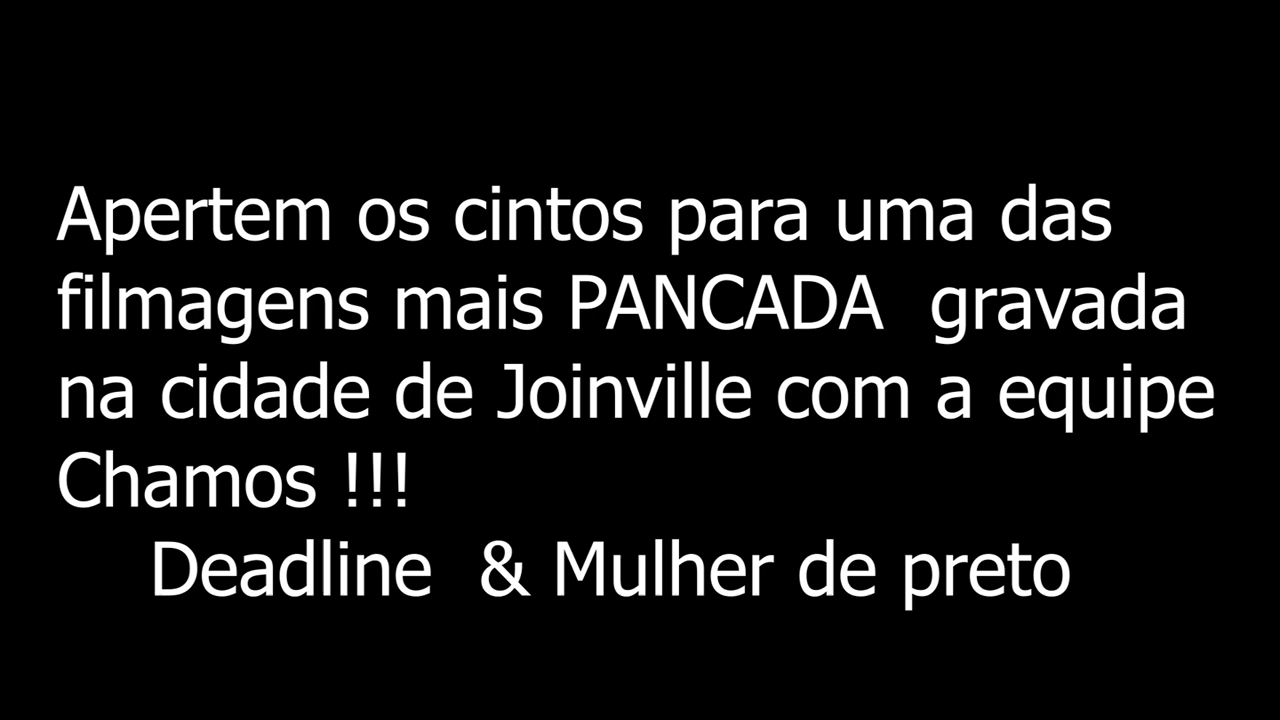 Apertem os cintos para uma das
filmagens mais PANCADA  gravada
na cidade de Joinville com a equipe
Chamos !!!
Deadline  & Mulher de preto